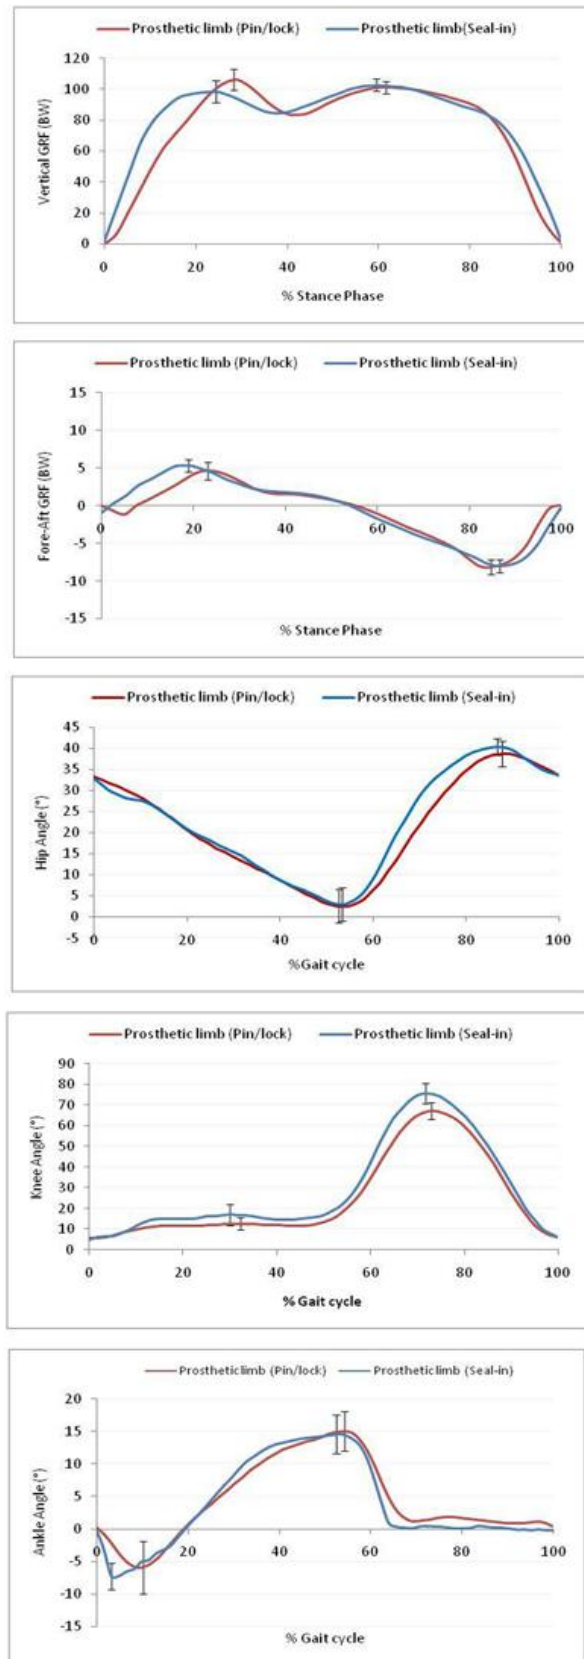 Prosthetic limb (Pin/lock) Prosthetic limb(Seal-in)
120
100
80
60
40
20
0
Vertical GRF (BW)
0 20 40 60 80 100
% Stance Phase
Prosthetic limb (Pin/lock) Prosthetic limb (Seal-in)
15
10
5
0
-5
-10
-15
Fore-Aft GRF (BW)
0 20 40 60 80 100
% Stance Phase
Prosthetic limb (Pin/lock) Prosthetic limb (Seal-in)
45
40
35
30
25
20
15
10
5
0
-5
Hip Angle (°)
0 20 40 60 80 100
%Gait cycle
Prosthetic limb (Pin/lock) Prosthetic limb (Seal-in)
90
80
70
60
50
40
30
20
10
0
Knee Angle (°)
0 20 40 60 80 100
% Gait cycle
Prosthetic limb (Pin/lock) Prosthetic limb (Seal-in)
20
15
10
5
0
-5
-10
-15
Ankle Angle (°)
0 20 40 60 80 100
% Gait cycle